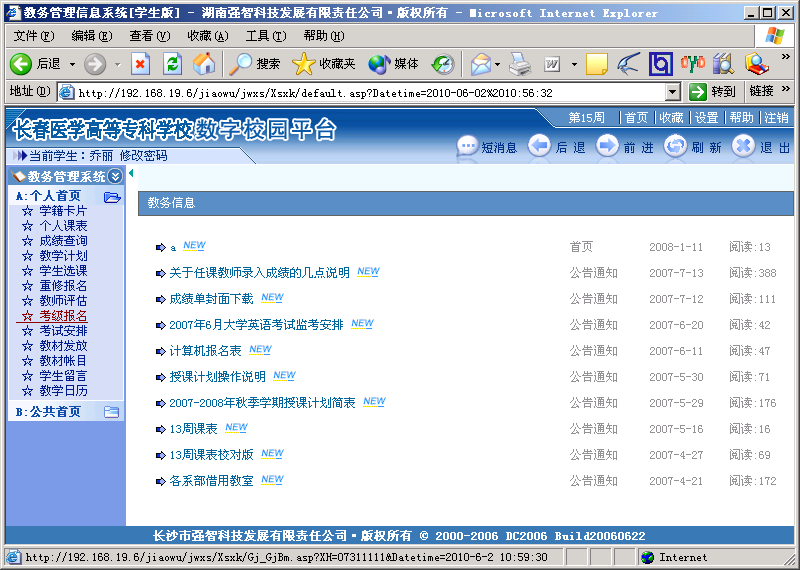 教务管理信息系统[学生版] - 湖南强智科技发展有限责任公司·版权所有 - Microsoft Internet Explorer
文件(F) 编辑(E) 查看(V) 收藏(A) 工具(T) 帮助(H)
后退 搜索 收藏夹 媒体 W OYO »
地址(D) http://192.168.19.6/jiaowu/jwxs/Xsxk/default.asp?Datetime=2010-06-02%2010:56:32 转到 链接 »
第15周 |首页 |收藏 |设置 |帮助 |注销
长春医学高等专科学校数字校园平台
短消息 后退 前进 刷新 退出
当前学生：乔丽 修改密码
教务管理系统
A:个人首页
☆ 学籍卡片
☆ 个人课表
☆ 成绩查询
☆ 教学计划
☆ 学生选课
☆ 重修报名
☆ 教师评估
☆ 考级报名
☆ 考试安排
☆ 教材发放
☆ 教材帐目
☆ 学生留言
☆ 教学日历
B:公共首页
教务信息
a NEW 首页 2008-1-11 阅读:13
关于任课教师录入成绩的几点说明 NEW 公告通知 2007-7-13 阅读:388
成绩单封面下载 NEW 公告通知 2007-7-12 阅读:111
2007年6月大学英语考试监考安排 NEW 公告通知 2007-6-20 阅读:42
计算机报名表 NEW 公告通知 2007-6-11 阅读:47
授课计划操作说明 NEW 公告通知 2007-5-30 阅读:71
2007-2008年秋季学期授课计划简表 NEW 公告通知 2007-5-29 阅读:176
13周课表 NEW 公告通知 2007-5-16 阅读:16
13周课表校对版 NEW 公告通知 2007-4-27 阅读:69
各系部借用教室 NEW 公告通知 2007-4-21 阅读:172
长沙市强智科技发展有限责任公司·版权所有 © 2000-2006 DC2006 Build20060622
http://192.168.19.6/jiaowu/jwxs/Xsxk/Gj_GjBm.asp?XH=07311111&Datetime=2010-6-2 10:59:30 Internet